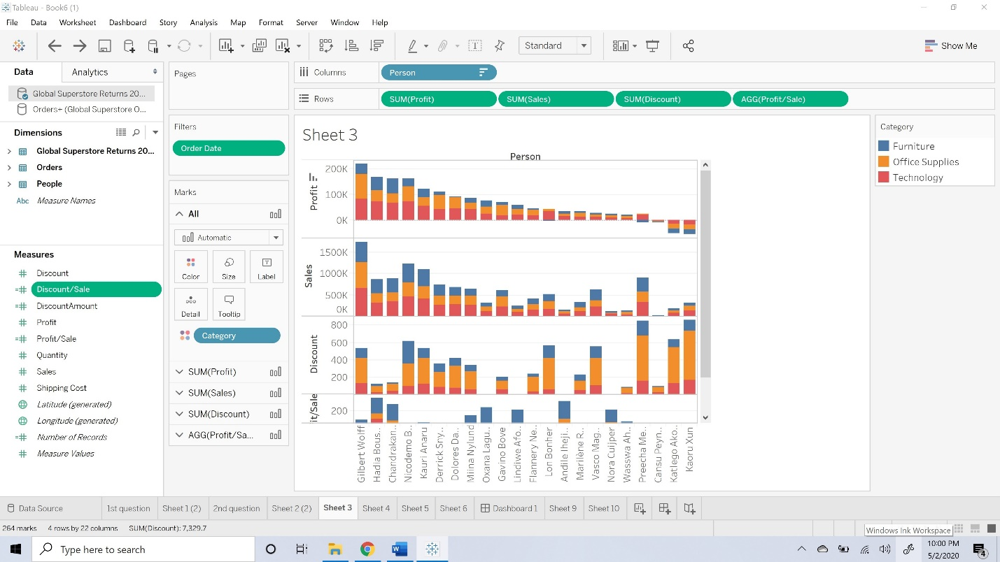 Tableau - Book6 (1)
File Data Worksheet Dashboard Story Analysis Map Format Server Window Help
Standard
Show Me
Data Analytics
Global Superstore Returns 20...
Orders+ (Global Superstore O...
Dimensions
Global Superstore Returns 20...
Orders
People
Abc Measure Names
Measures
Discount
Discount/Sale
DiscountAmount
Profit
Profit/Sale
Quantity
Sales
Shipping Cost
Latitude (generated)
Longitude (generated)
Number of Records
Measure Values
Pages
Filters
Order Date
Marks
All
Automatic
Color Size Label
Detail Tooltip
Category
SUM(Profit)
SUM(Sales)
SUM(Discount)
AGG(Profit/Sa...
Columns Person
Rows SUM(Profit) SUM(Sales) SUM(Discount) AGG(Profit/Sale)
Sheet 3
Person
Profit
200K
100K
0K
Sales
1500K
1000K
500K
0K
Discount
800
600
400
200
it/Sale
200
Gilbert Wolff
Hadia Bous..
Chandrakan..
Nicodemo B..
Kauri Anaru
Derrick Sny..
Dolores Da..
Miina Nylund
Oxana Lagu..
Gavino Bove
Lindiwe Afo..
Flannery Ne..
Lon Bonher
Andile Iheji..
Marilène R..
Vasco Mag..
Nora Cuijper
Wasswa Ah..
Preecha Me..
Cansu Peyn..
Katlego Ako..
Kaoru Xun
Category
Furniture
Office Supplies
Technology
Data Source 1st question Sheet 1 (2) 2nd question Sheet 2 (2) Sheet 3 Sheet 4 Sheet 5 Sheet 6 Dashboard 1 Sheet 9 Sheet 10
264 marks 4 rows by 22 columns SUM(Discount): 7,329.7
Windows Ink Workspace
Type here to search
10:00 PM
5/2/2020
4